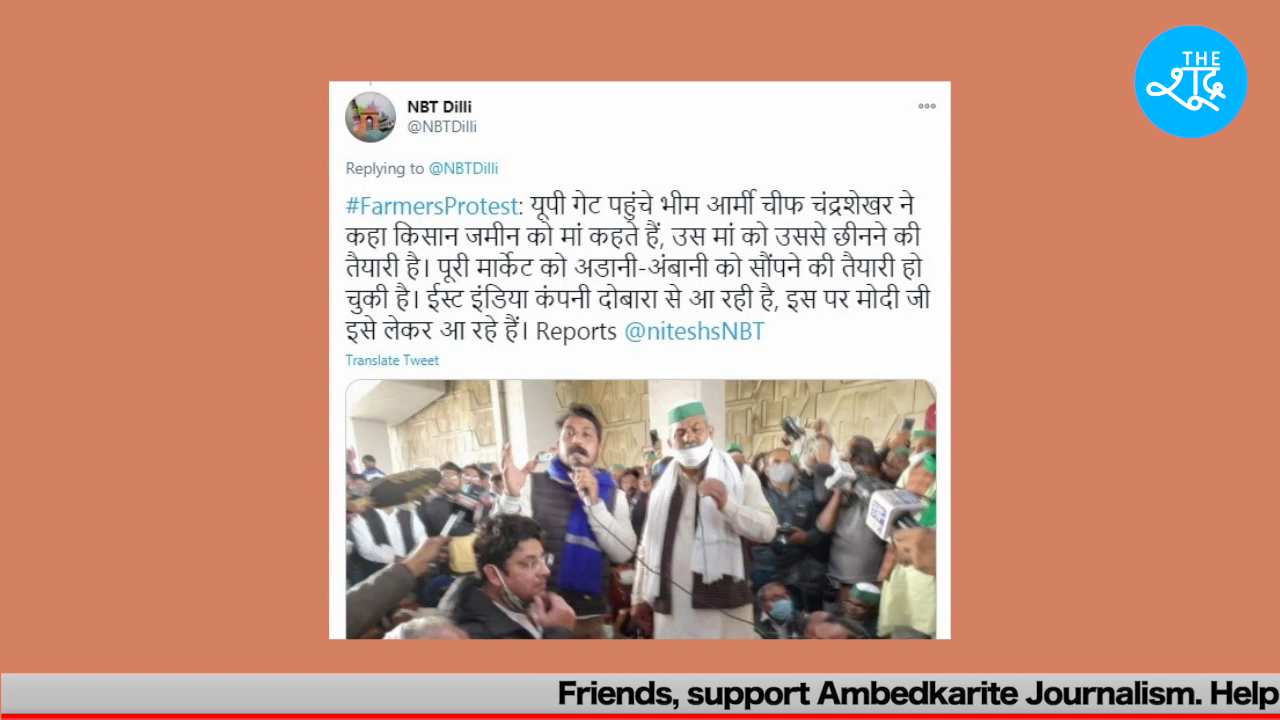 THE
शूद्र
NBT Dilli
@NBTDilli
Replying to @NBTDilli
#FarmersProtest: यूपी गेट पहुंचे भीम आर्मी चीफ चंद्रशेखर ने
कहा किसान जमीन को मां कहते हैं, उस मां को उससे छीनने की
तैयारी है। पूरी मार्केट को अडानी-अंबानी को सौंपने की तैयारी हो
चुकी है। ईस्ट इंडिया कंपनी दोबारा से आ रही है, इस पर मोदी जी
इसे लेकर आ रहे हैं। Reports @niteshsNBT
Translate Tweet
Friends, support Ambedkarite Journalism. Help